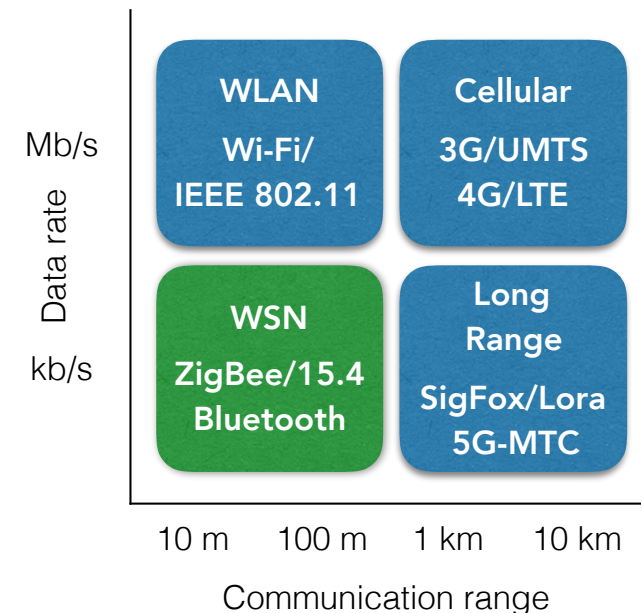 WLAN
Wi-Fi/
IEEE 802.11
Cellular
3G/UMTS
4G/LTE
Mb/s
Data rate
kb/s
WSN
ZigBee/15.4
Bluetooth
Long
Range
SigFox/Lora
5G-MTC
10 m 100 m 1 km 10 km
Communication range